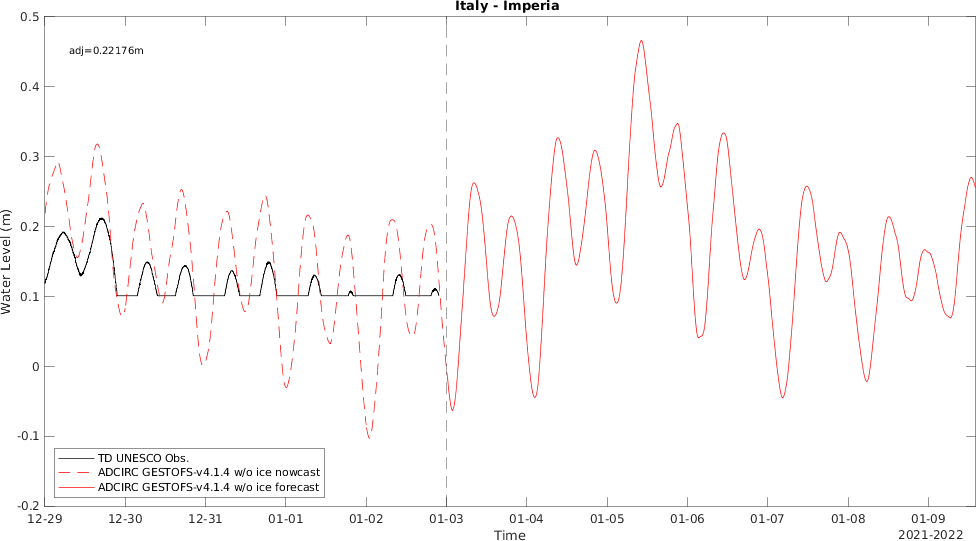 Italy - Imperia
adj=0.22176m
0.5
0.4
0.3
0.2
0.1
0
-0.1
-0.2
Water Level (m)
TD UNESCO Obs.
ADCIRC GESTOFS-v4.1.4 w/o ice nowcast
ADCIRC GESTOFS-v4.1.4 w/o ice forecast
12-29 12-30 12-31 01-01 01-02 01-03 01-04 01-05 01-06 01-07 01-08 01-09
Time
2021-2022